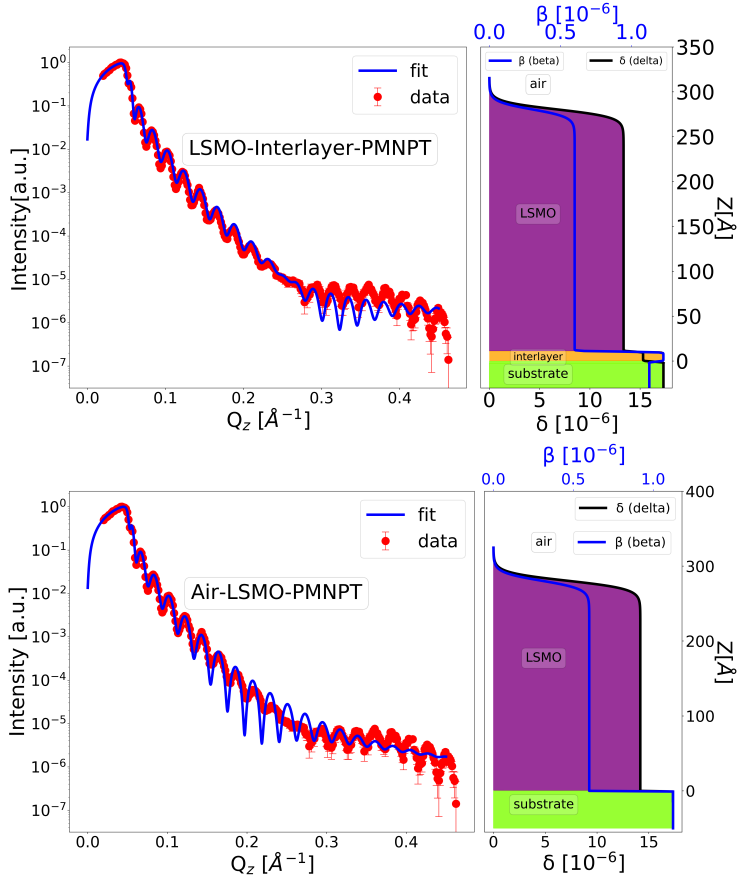 β [10⁻⁶]
0.0 0.5 1.0
β (beta) δ (delta)
air
LSMO
interlayer
substrate
350
300
250
200
150
100
50
0
Z[Å]
0 5 10 15
δ [10⁻⁶]
fit
data
LSMO-Interlayer-PMNPT
Intensity[a.u.]
10⁰
10⁻¹
10⁻²
10⁻³
10⁻⁴
10⁻⁵
10⁻⁶
10⁻⁷
0.0 0.1 0.2 0.3 0.4
Q_z [Å⁻¹]
β [10⁻⁶]
0.0 0.5 1.0
δ (delta)
β (beta)
air
LSMO
substrate
400
300
200
100
0
Z[Å]
0 5 10 15
δ [10⁻⁶]
fit
data
Air-LSMO-PMNPT
Intensity [a.u.]
10⁰
10⁻¹
10⁻²
10⁻³
10⁻⁴
10⁻⁵
10⁻⁶
10⁻⁷
0.0 0.1 0.2 0.3 0.4
Q_z [Å⁻¹]